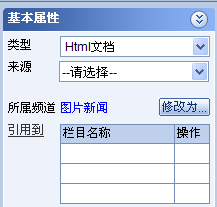 基本属性
类型 Html文档
来源 --请选择--
所属频道 图片新闻 修改为...
引用到 栏目名称 操作